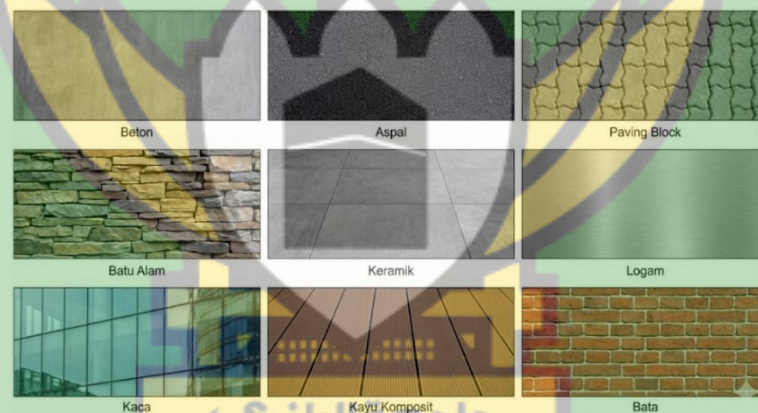 Beton
Aspal
Paving Block
Batu Alam
Keramik
Logam
Kaca
Kayu Komposit
Bata